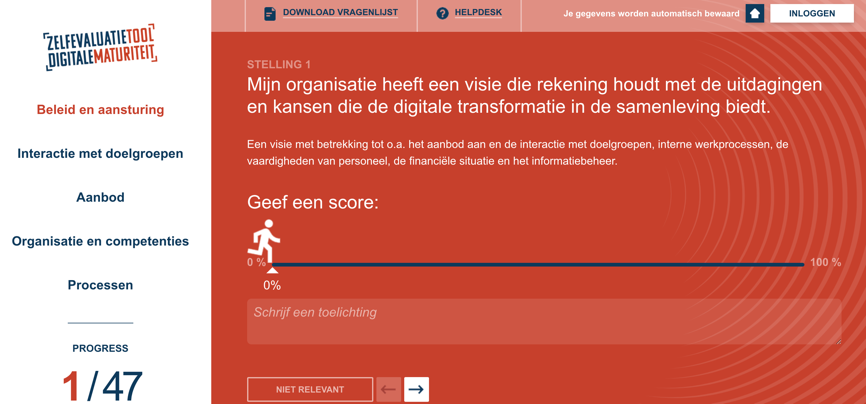 ZELFEVALUATIETOOL
DIGITALEMATURITEIT
Beleid en aansturing
Interactie met doelgroepen
Aanbod
Organisatie en competenties
Processen
PROGRESS
1/47
DOWNLOAD VRAGENLIJST
HELPDESK
Je gegevens worden automatisch bewaard
INLOGGEN
STELLING 1
Mijn organisatie heeft een visie die rekening houdt met de uitdagingen
en kansen die de digitale transformatie in de samenleving biedt.
Een visie met betrekking tot o.a. het aanbod aan en de interactie met doelgroepen, interne werkprocessen, de
vaardigheden van personeel, de financiële situatie en het informatiebeheer.
Geef een score:
0 %
100 %
0%
Schrijf een toelichting
NIET RELEVANT